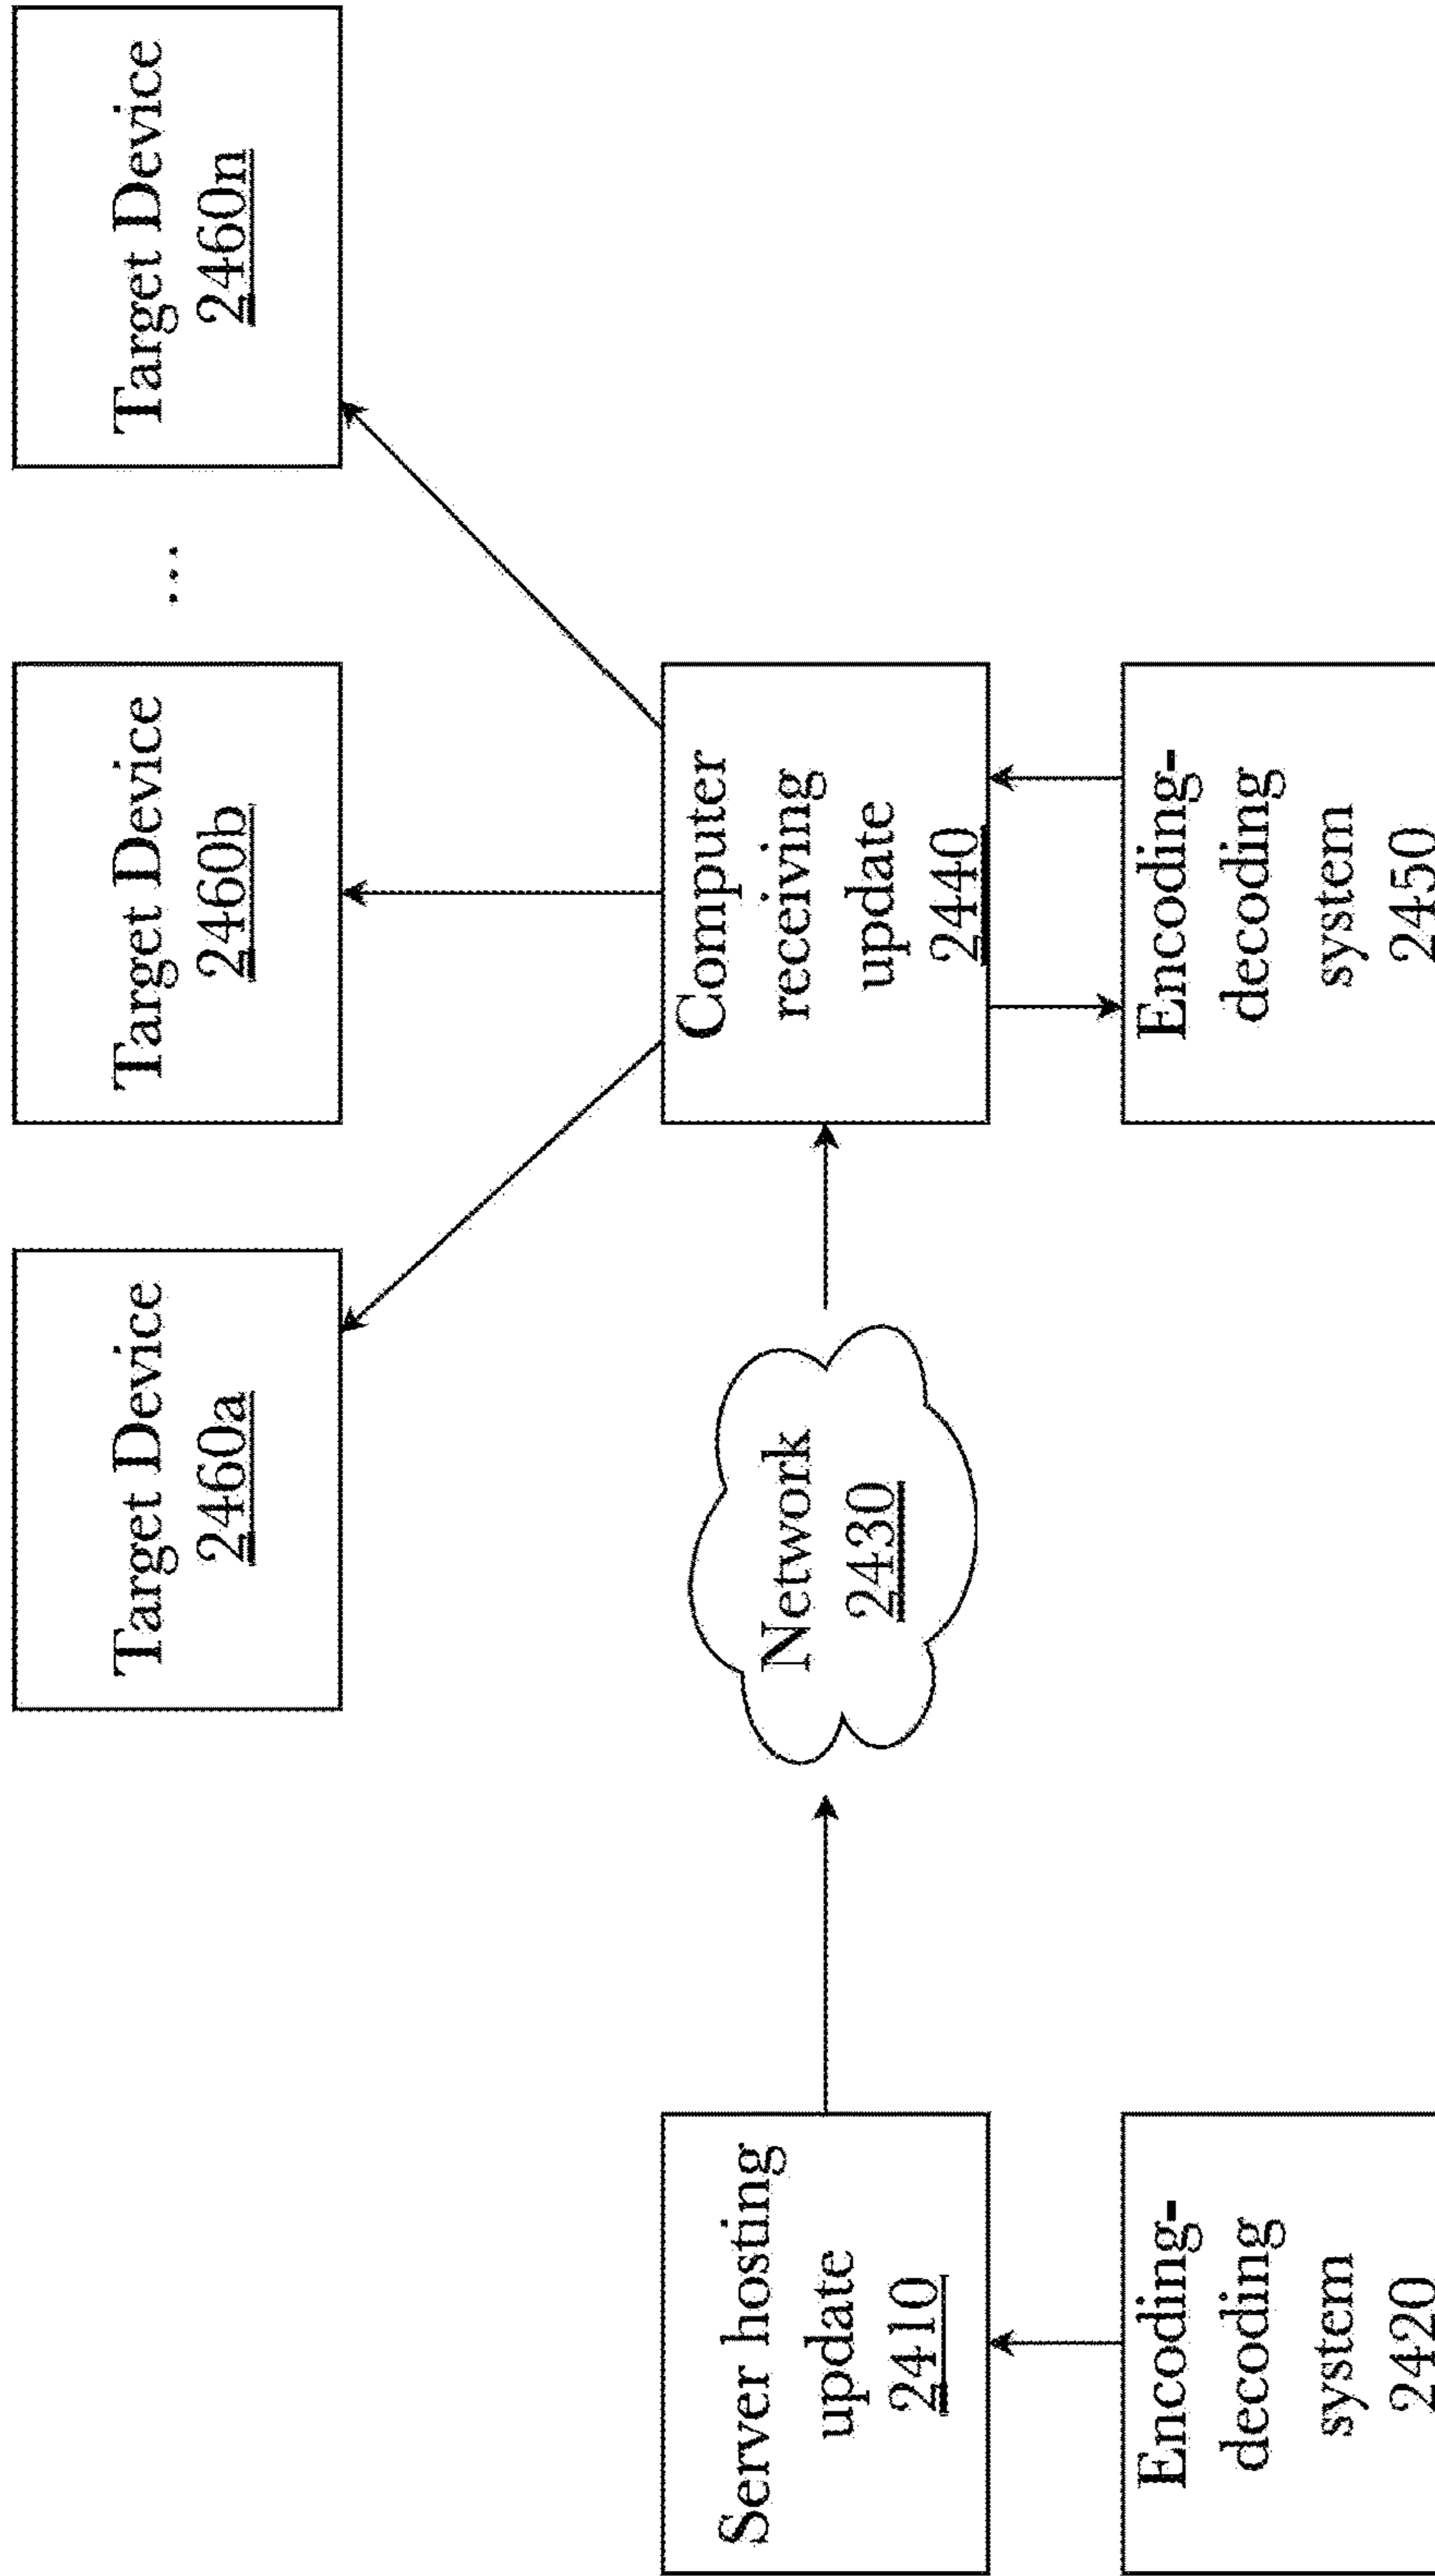 Target Device
2460a
Target Device
2460b
...
Target Device
2460n
Server hosting
update
2410
Network
2430
Computer
receiving
update
2440
Encoding-
decoding
system
2420
Encoding-
decoding
system
2450